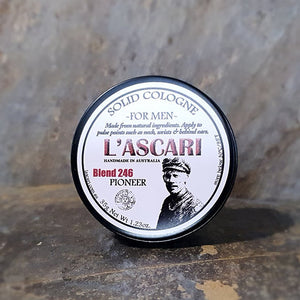 SOLID COLOGNE
-FOR MEN-
Made from natural ingredients. Apply to
pulse points such as neck, wrists & behind ears.
L'ASCARI
HANDMADE IN AUSTRALIA
Blend 246
PIONEER
35g Net Wt 1.23oz.